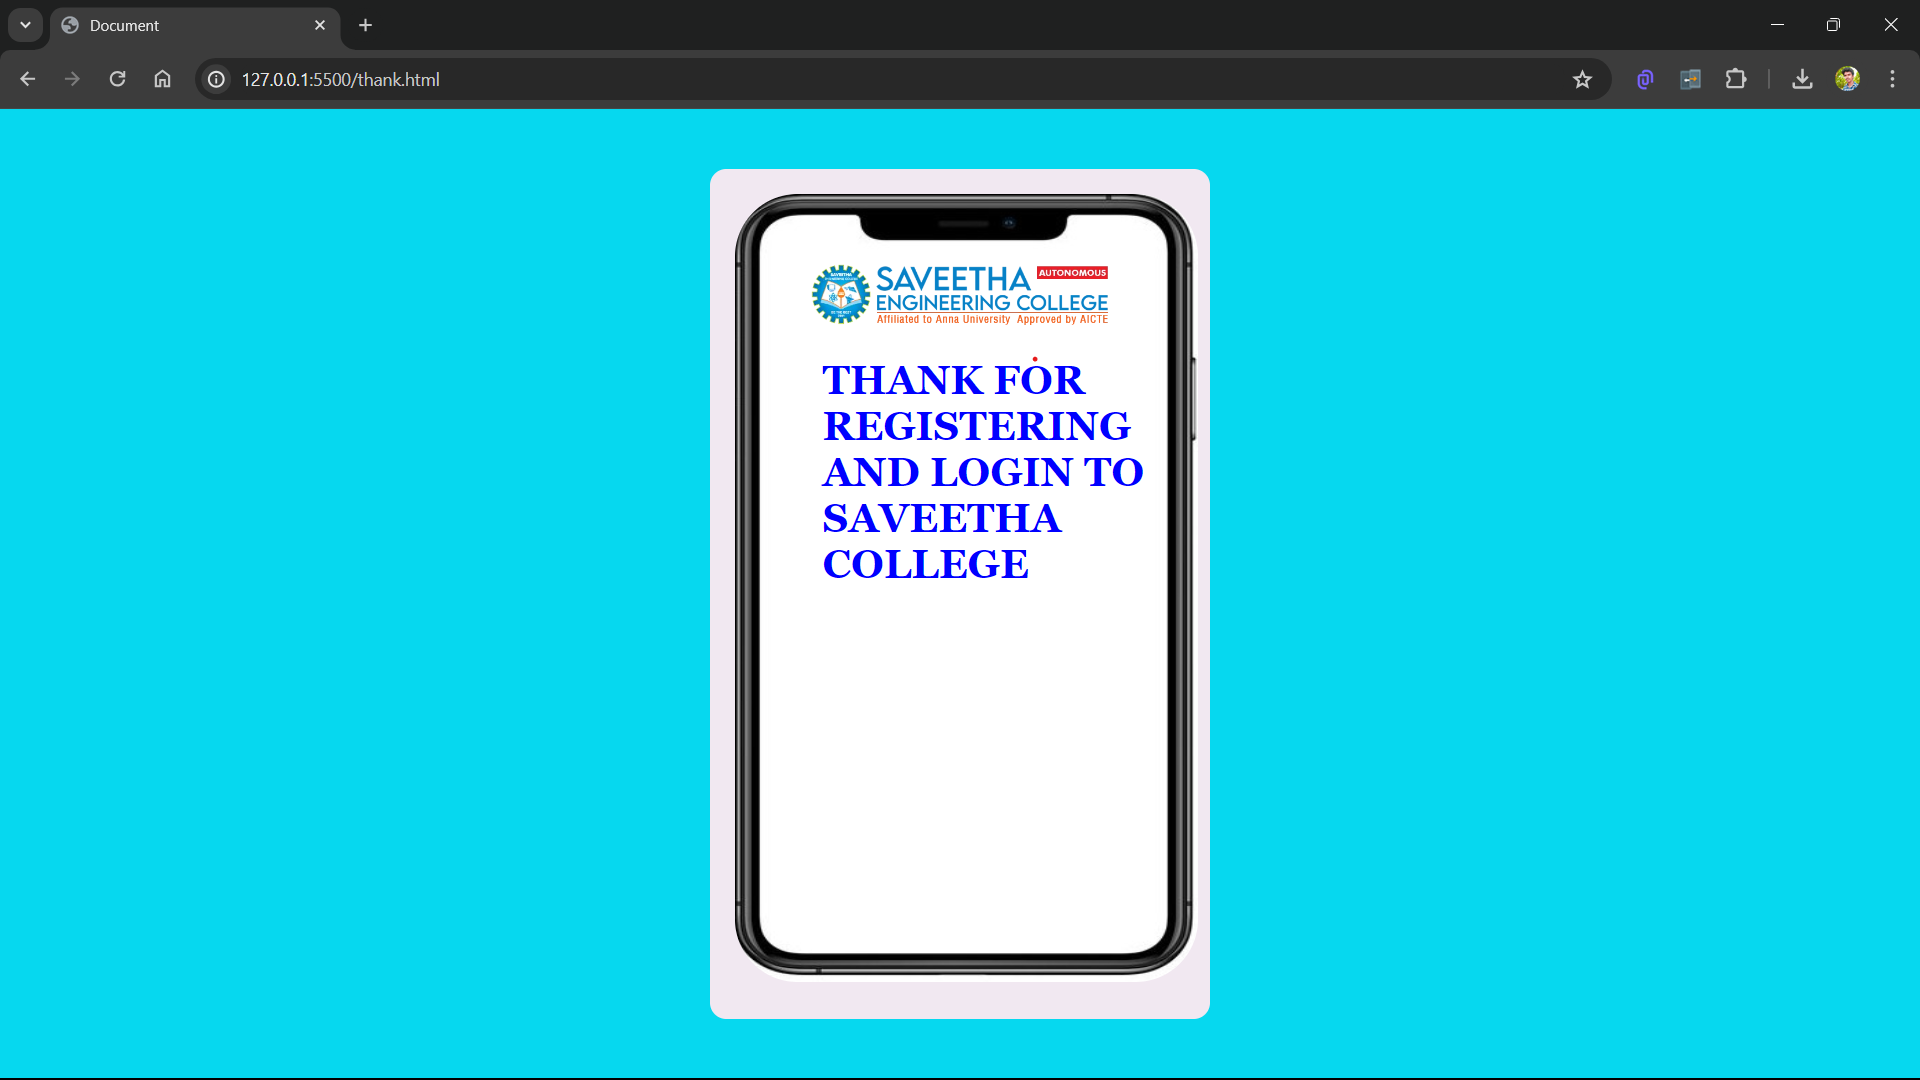 Document
127.0.0.1:5500/thank.html
SAVEETHA AUTONOMOUS
ENGINEERING COLLEGE
Affiliated to Anna University Approved by AICTE
SAVEETHA
THANK FOR
REGISTERING
AND LOGIN TO
SAVEETHA
COLLEGE